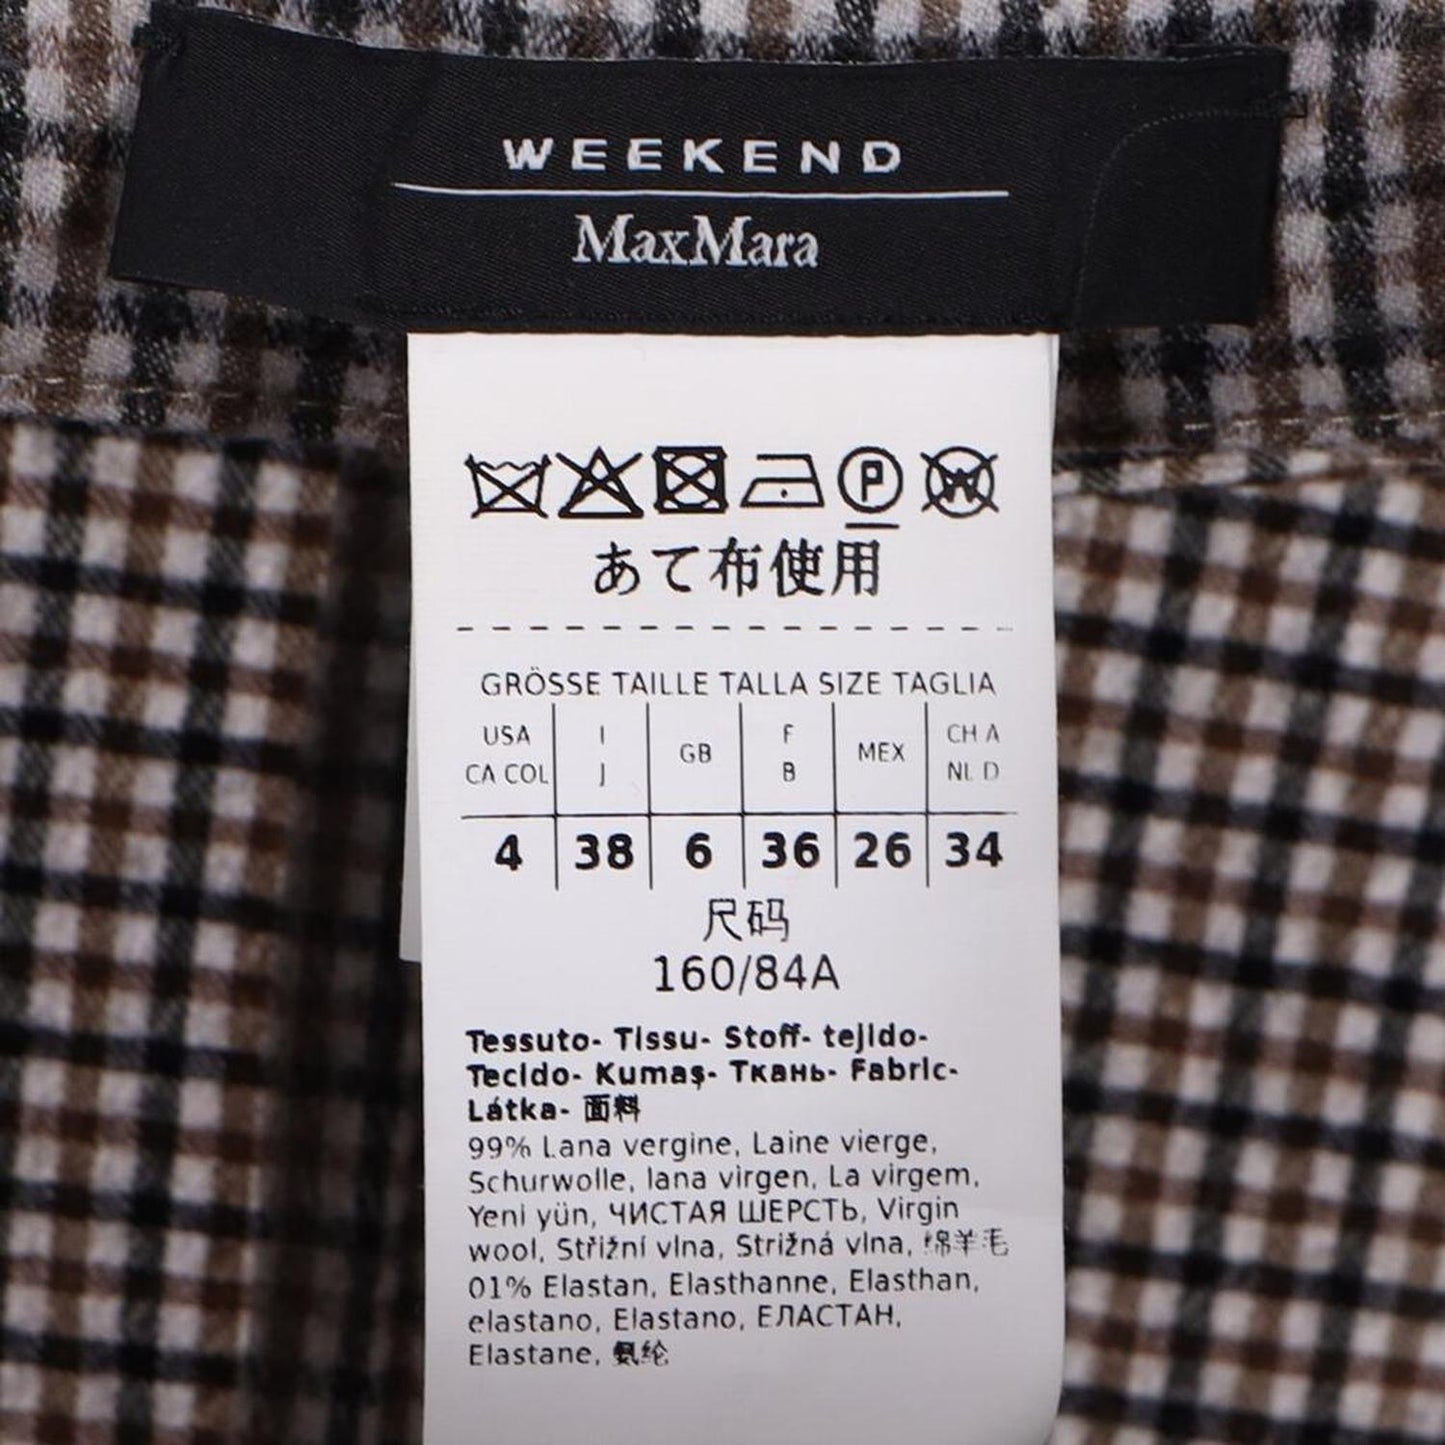 WEEKEND
MaxMara
P W
あて布使用
GRÖSSE TAILLE TALLA SIZE TAGLIA
USA I GB F MEX CH A
CA COL J B NL D
4 38 6 36 26 34
尺码
160/84A
Tessuto- Tissu- Stoff- tejido-
Tecido- Kumaş- Ткань- Fabric-
Látka- 面料
99% Lana vergine, Laine vierge,
Schurwolle, lana virgen, La virgem,
Yeni yün, ЧИСТАЯ ШЕРСТЬ, Virgin
wool, Střižní vlna, Strižná vlna, 绵羊毛
01% Elastan, Elasthanne, Elasthan,
elastano, Elastano, ЕЛАСТАН,
Elastane, 氨纶